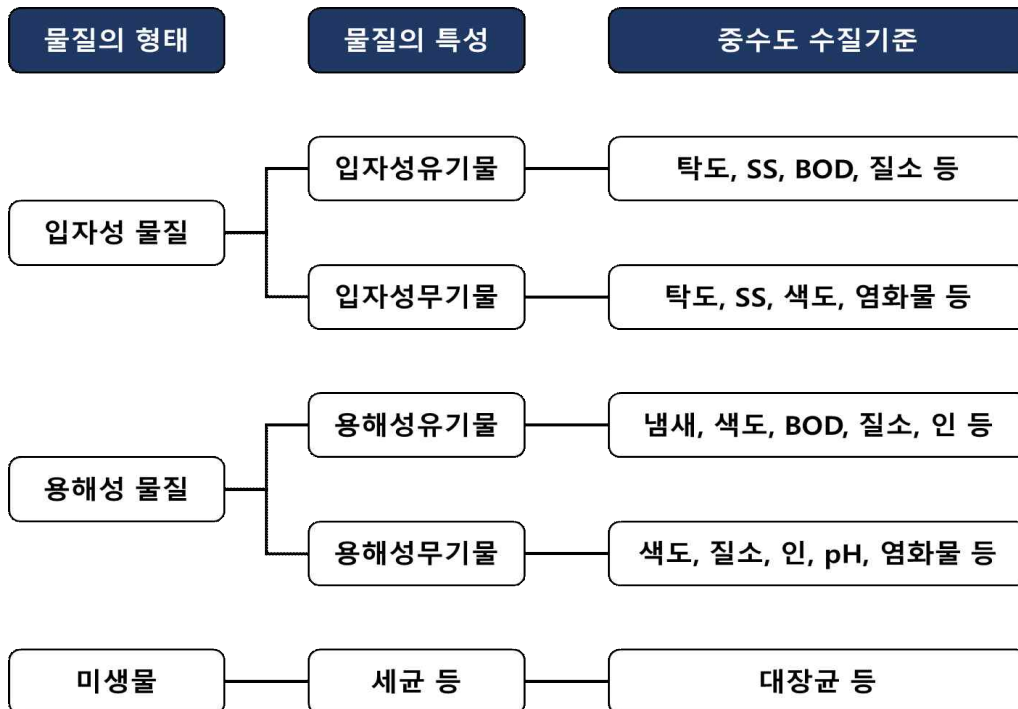 물질의 형태 물질의 특성 중수도 수질기준
입자성 물질
입자성유기물 탁도, SS, BOD, 질소 등
입자성무기물 탁도, SS, 색도, 염화물 등
용해성 물질
용해성유기물 냄새, 색도, BOD, 질소, 인 등
용해성무기물 색도, 질소, 인, pH, 염화물 등
미생물 세균 등 대장균 등